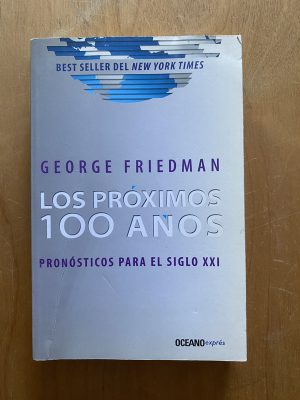 BEST SELLER DEL NEW YORK TIMES
GEORGE FRIEDMAN
LOS PRÓXIMOS
100 AÑOS
PRONÓSTICOS PARA EL SIGLO XXI
OCEANO exprés